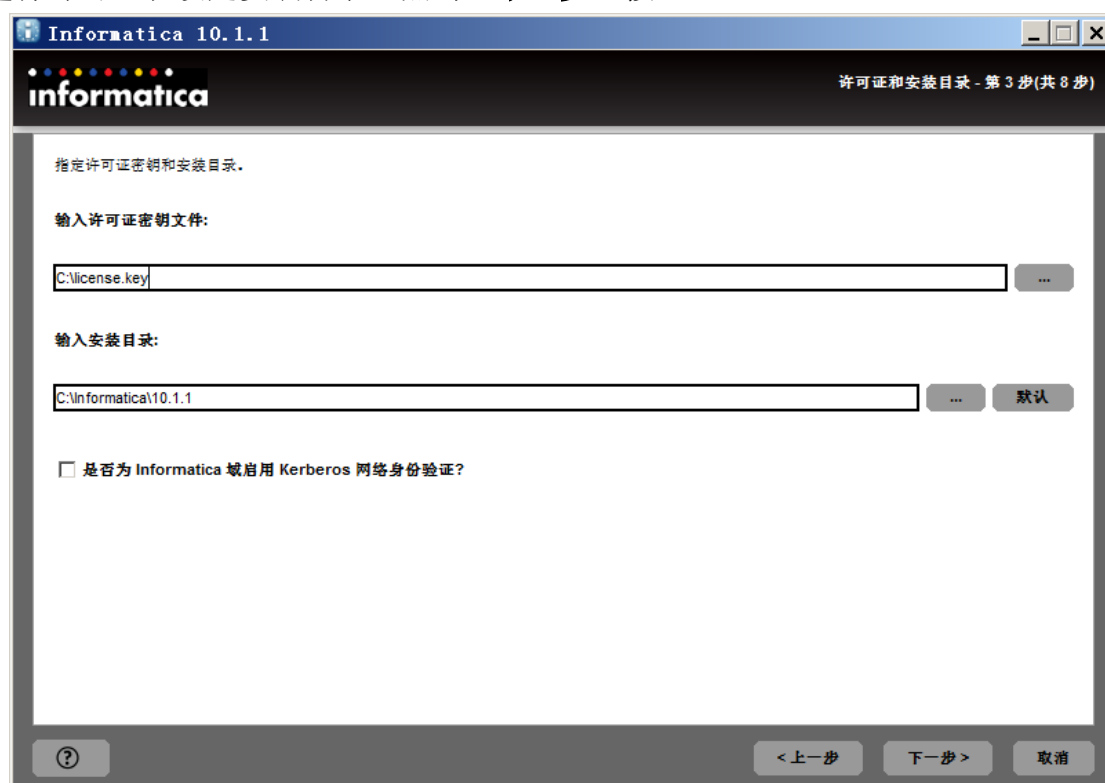 Informatica 10.1.1
informatica
许可证和安装目录 - 第 3 步(共 8 步)
指定许可证密钥和安装目录。
输入许可证密钥文件:
C:\license.key
...
输入安装目录:
C:\Informatica\10.1.1
...
默认
是否为 Informatica 域启用 Kerberos 网络身份验证?
?
<上一步
下一步>
取消